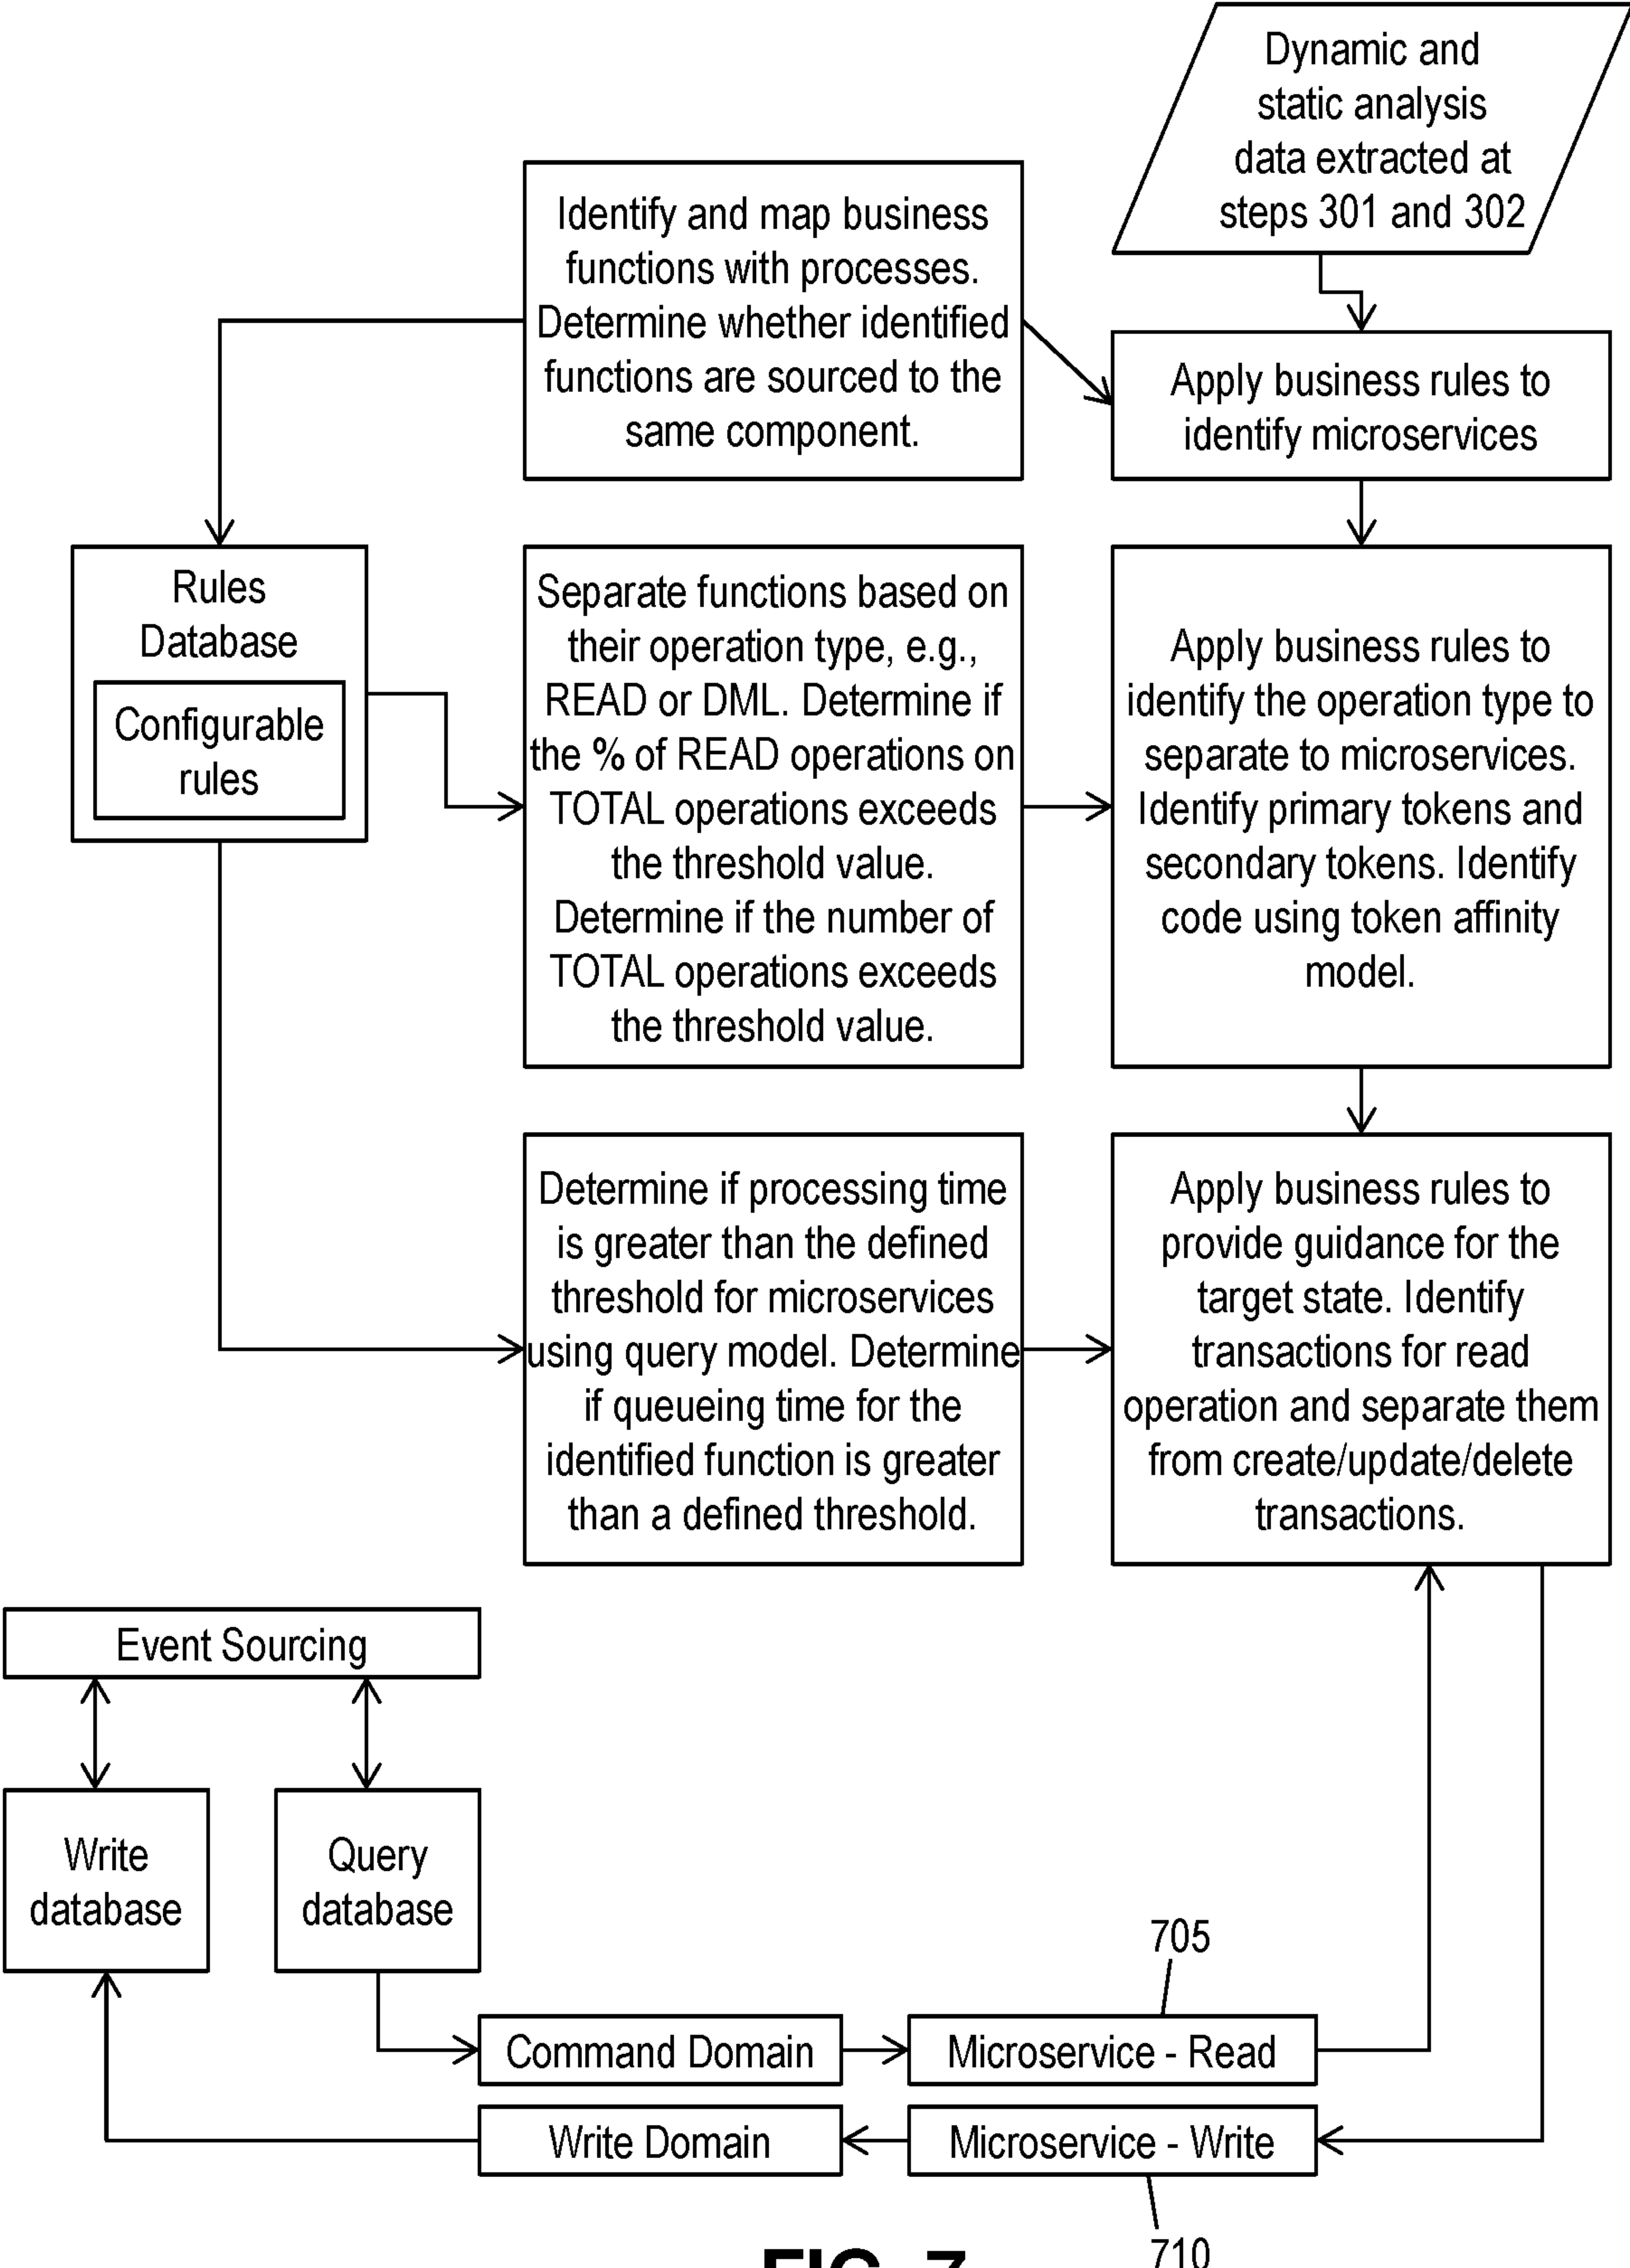 Dynamic and
static analysis
data extracted at
steps 301 and 302
Identify and map business
functions with processes.
Determine whether identified
functions are sourced to the
same component.
Apply business rules to
identify microservices
Rules
Database
Configurable
rules
Separate functions based on
their operation type, e.g.,
READ or DML. Determine if
the % of READ operations on
TOTAL operations exceeds
the threshold value.
Determine if the number of
TOTAL operations exceeds
the threshold value.
Apply business rules to
identify the operation type to
separate to microservices.
Identify primary tokens and
secondary tokens. Identify
code using token affinity
model.
Determine if processing time
is greater than the defined
threshold for microservices
using query model. Determine
if queueing time for the
identified function is greater
than a defined threshold.
Apply business rules to
provide guidance for the
target state. Identify
transactions for read
operation and separate them
from create/update/delete
transactions.
Event Sourcing
Write
database
Query
database
705
Command Domain
Microservice - Read
Write Domain
Microservice - Write
710
FIG. 7